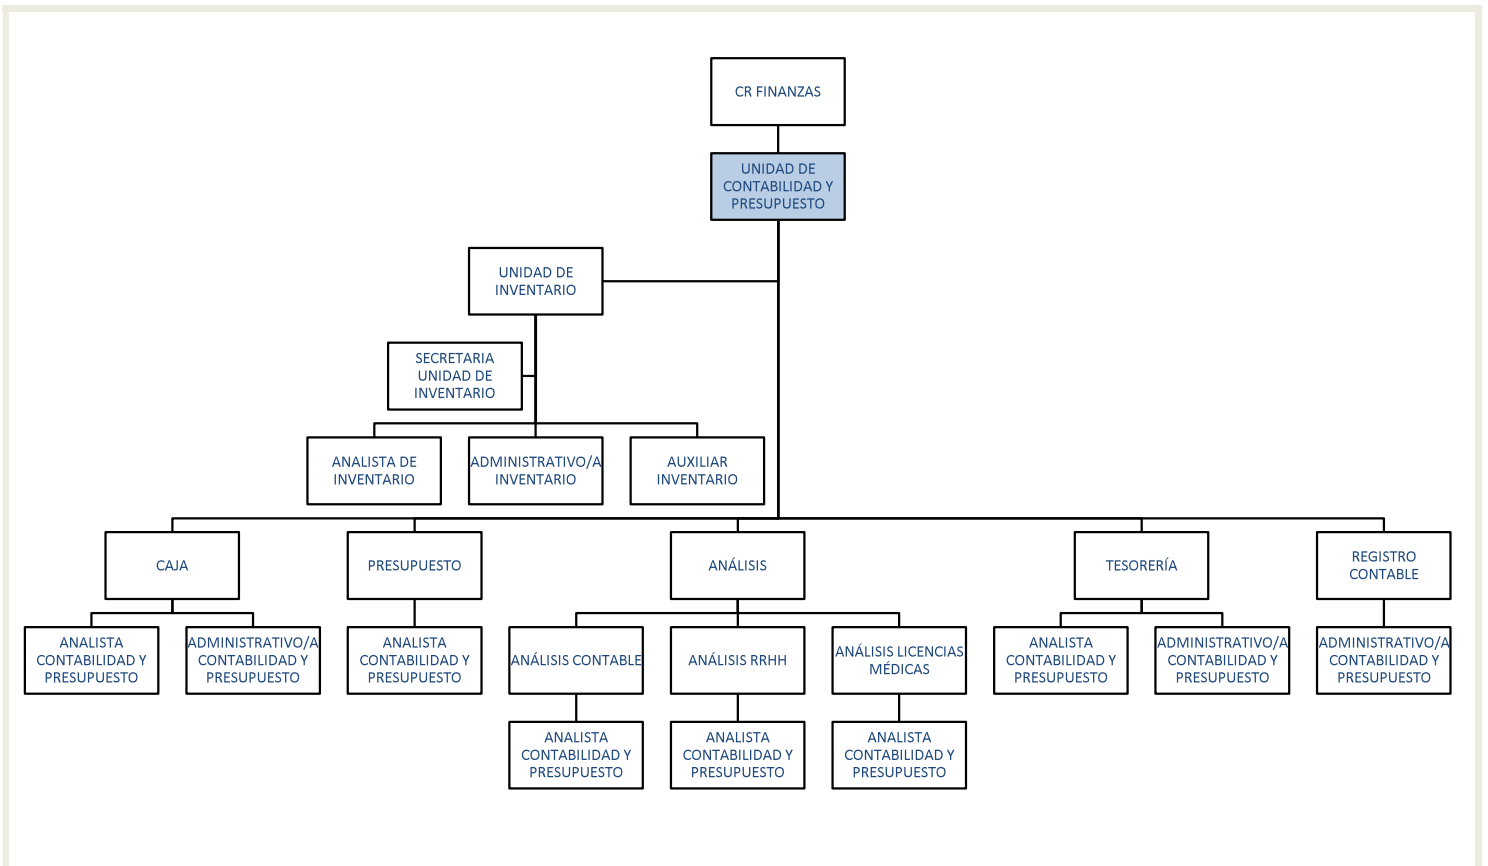 CR FINANZAS
UNIDAD DE
CONTABILIDAD Y
PRESUPUESTO
UNIDAD DE
INVENTARIO
SECRETARIA
UNIDAD DE
INVENTARIO
ANALISTA DE
INVENTARIO
ADMINISTRATIVO/A
INVENTARIO
AUXILIAR
INVENTARIO
CAJA
PRESUPUESTO
ANÁLISIS
TESORERÍA
REGISTRO
CONTABLE
ANALISTA
CONTABILIDAD Y
PRESUPUESTO
ADMINISTRATIVO/A
CONTABILIDAD Y
PRESUPUESTO
ANALISTA
CONTABILIDAD Y
PRESUPUESTO
ANÁLISIS CONTABLE
ANÁLISIS RRHH
ANÁLISIS LICENCIAS
MÉDICAS
ANALISTA
CONTABILIDAD Y
PRESUPUESTO
ADMINISTRATIVO/A
CONTABILIDAD Y
PRESUPUESTO
ADMINISTRATIVO/A
CONTABILIDAD Y
PRESUPUESTO
ANALISTA
CONTABILIDAD Y
PRESUPUESTO
ANALISTA
CONTABILIDAD Y
PRESUPUESTO
ANALISTA
CONTABILIDAD Y
PRESUPUESTO